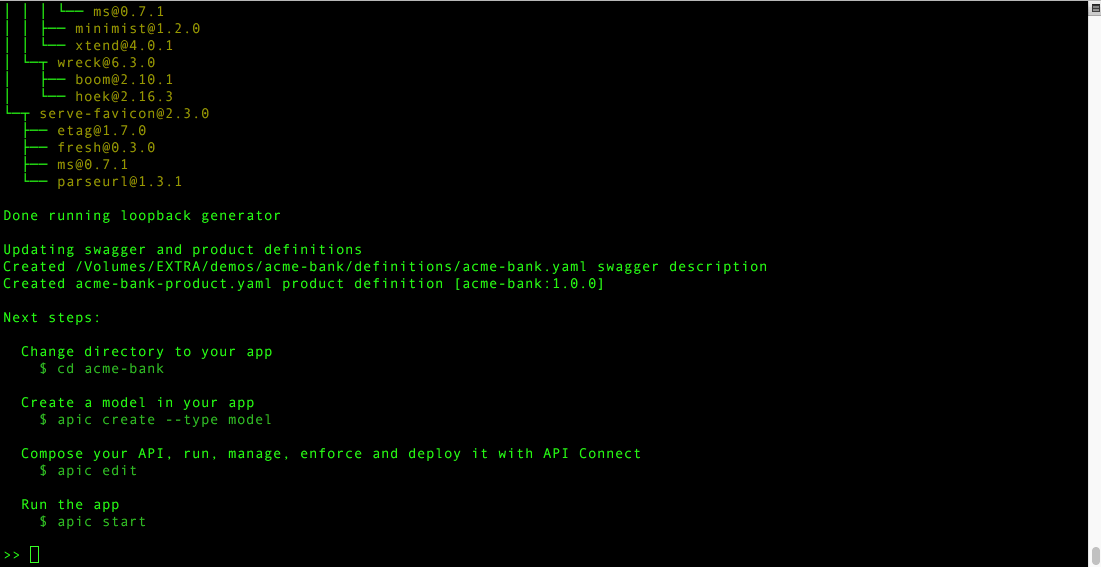 │ │ │ └── ms@0.7.1
│ │ ├── minimist@1.2.0
│ │ └── xtend@4.0.1
│ └─┬ wreck@6.3.0
│   ├── boom@2.10.1
│   └── hoek@2.16.3
└─┬ serve-favicon@2.3.0
  ├── etag@1.7.0
  ├── fresh@0.3.0
  ├── ms@0.7.1
  └── parseurl@1.3.1
Done running loopback generator
Updating swagger and product definitions
Created /Volumes/EXTRA/demos/acme-bank/definitions/acme-bank.yaml swagger description
Created acme-bank-product.yaml product definition [acme-bank:1.0.0]
Next steps:
  Change directory to your app
    $ cd acme-bank
  Create a model in your app
    $ apic create --type model
  Compose your API, run, manage, enforce and deploy it with API Connect
    $ apic edit
  Run the app
    $ apic start
>>